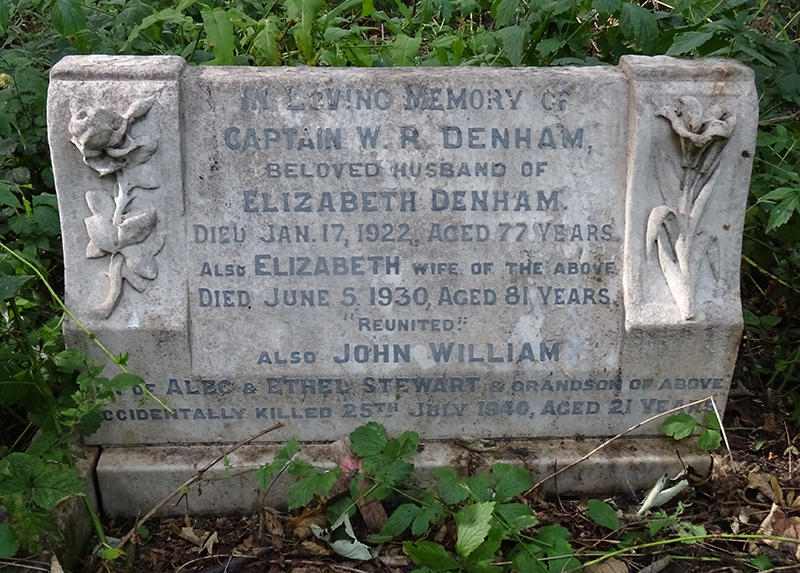 IN LOVING MEMORY OF
CAPTAIN W. R. DENHAM,
BELOVED HUSBAND OF
ELIZABETH DENHAM.
DIED JAN. 17, 1922, AGED 77 YEARS.
ALSO ELIZABETH WIFE OF THE ABOVE
DIED JUNE 5, 1930, AGED 81 YEARS.
"REUNITED."
ALSO JOHN WILLIAM
OF ALEC & ETHEL STEWART & GRANDSON OF ABOVE
ACCIDENTALLY KILLED 25TH JULY 1940, AGED 21 YEARS